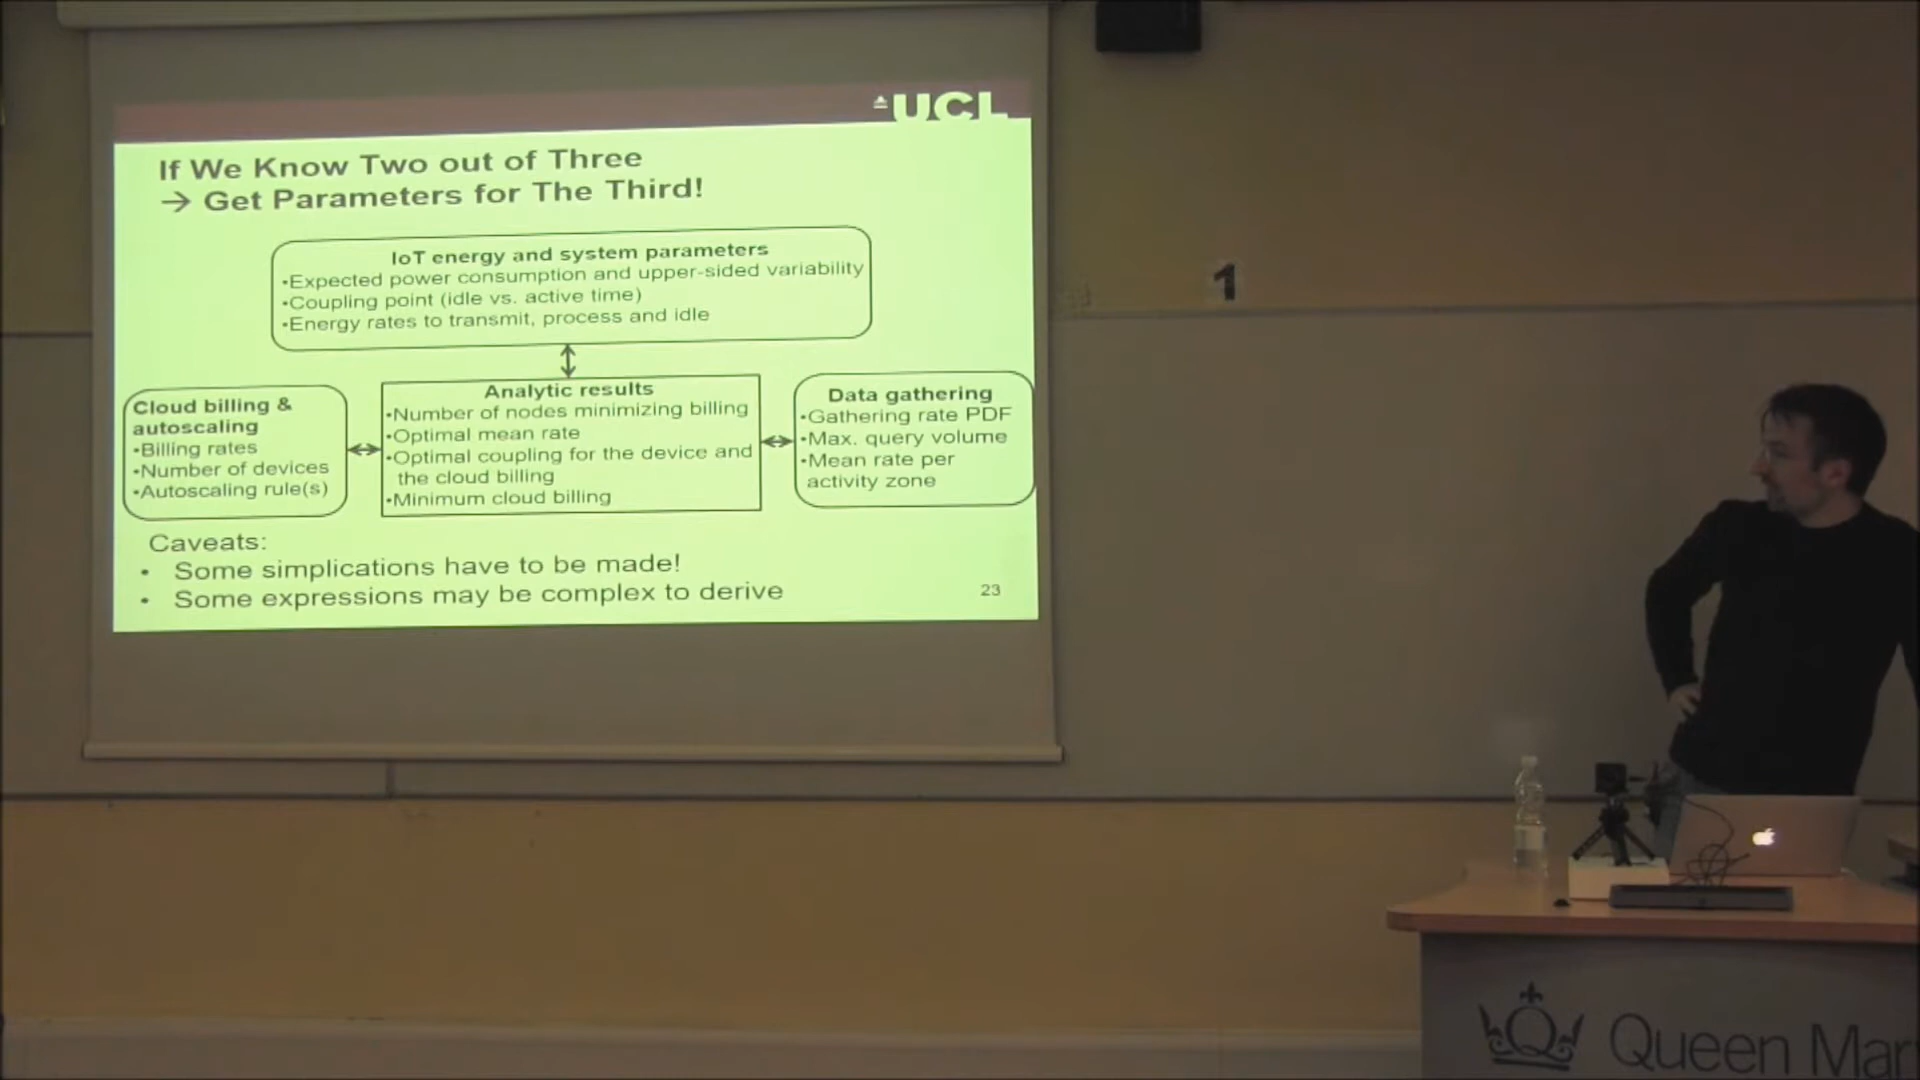 UCL
If We Know Two out of Three
→ Get Parameters for The Third!
IoT energy and system parameters
•Expected power consumption and upper-sided variability
•Coupling point (idle vs. active time)
•Energy rates to transmit, process and idle
Cloud billing &
autoscaling
•Billing rates
•Number of devices
•Autoscaling rule(s)
Analytic results
•Number of nodes minimizing billing
•Optimal mean rate
•Optimal coupling for the device and
the cloud billing
•Minimum cloud billing
Data gathering
•Gathering rate PDF
•Max. query volume
•Mean rate per
activity zone
Caveats:
• Some simplications have to be made!
• Some expressions may be complex to derive
23
1
Queen Mar